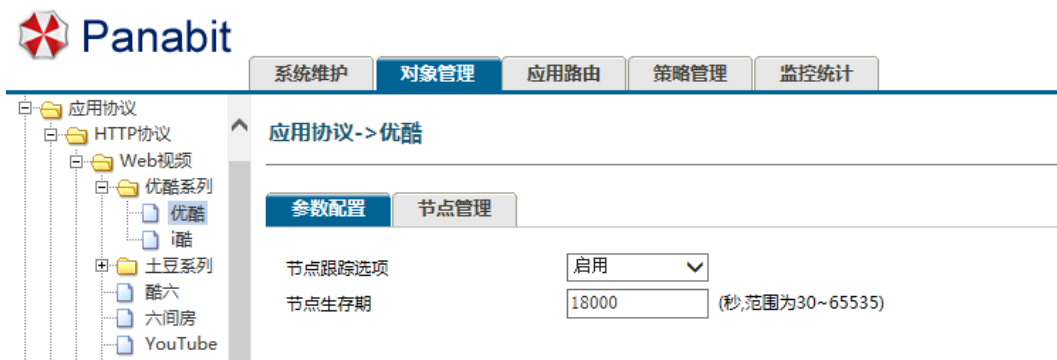 Panabit
系统维护 对象管理 应用路由 策略管理 监控统计
应用协议
HTTP协议
Web视频
优酷系列
优酷
i酷
土豆系列
酷六
六间房
YouTube
应用协议->优酷
参数配置 节点管理
节点跟踪选项 启用
节点生存期 18000 (秒,范围为30~65535)